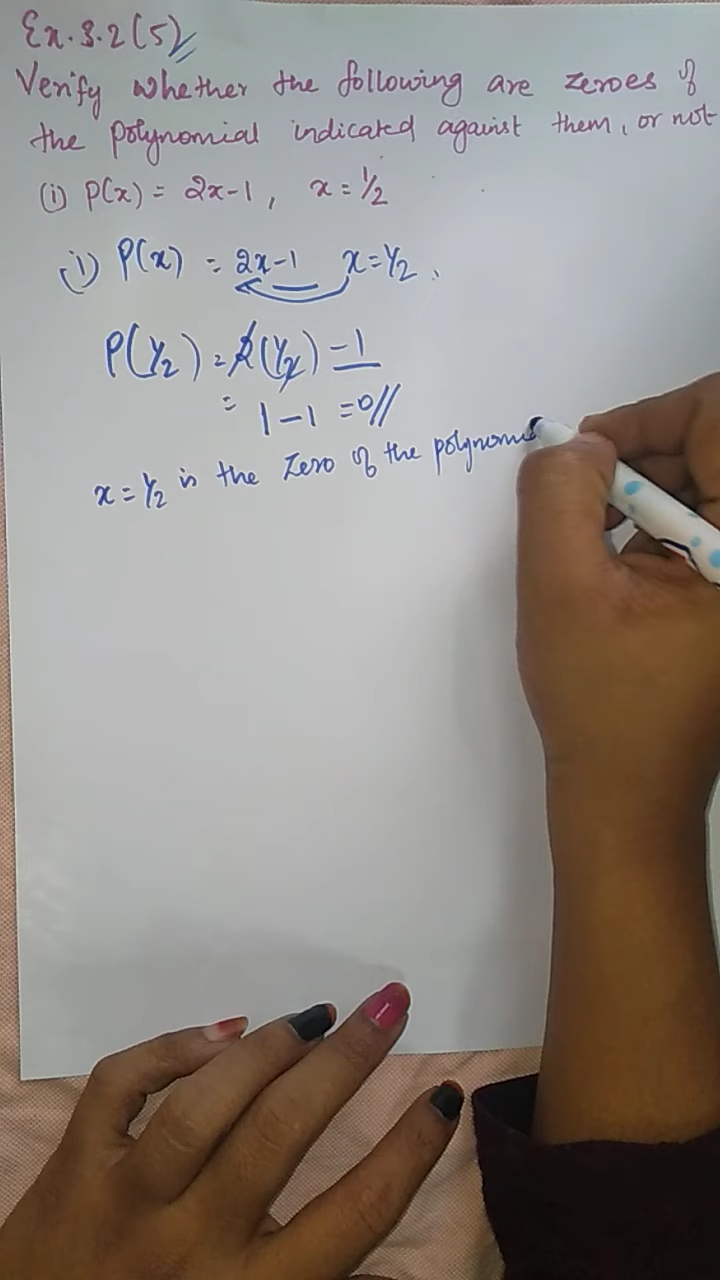 Ex.3.2(5)
Verify whether the following are zeroes of
the polynomial indicated against them, or not
(i) P(x) = 2x-1, x = 1/2
(i) P(x) = 2x-1 x = 1/2.
P(1/2) = 2(1/2) - 1
= 1 - 1 = 0//
x = 1/2 is the zero of the polynomi